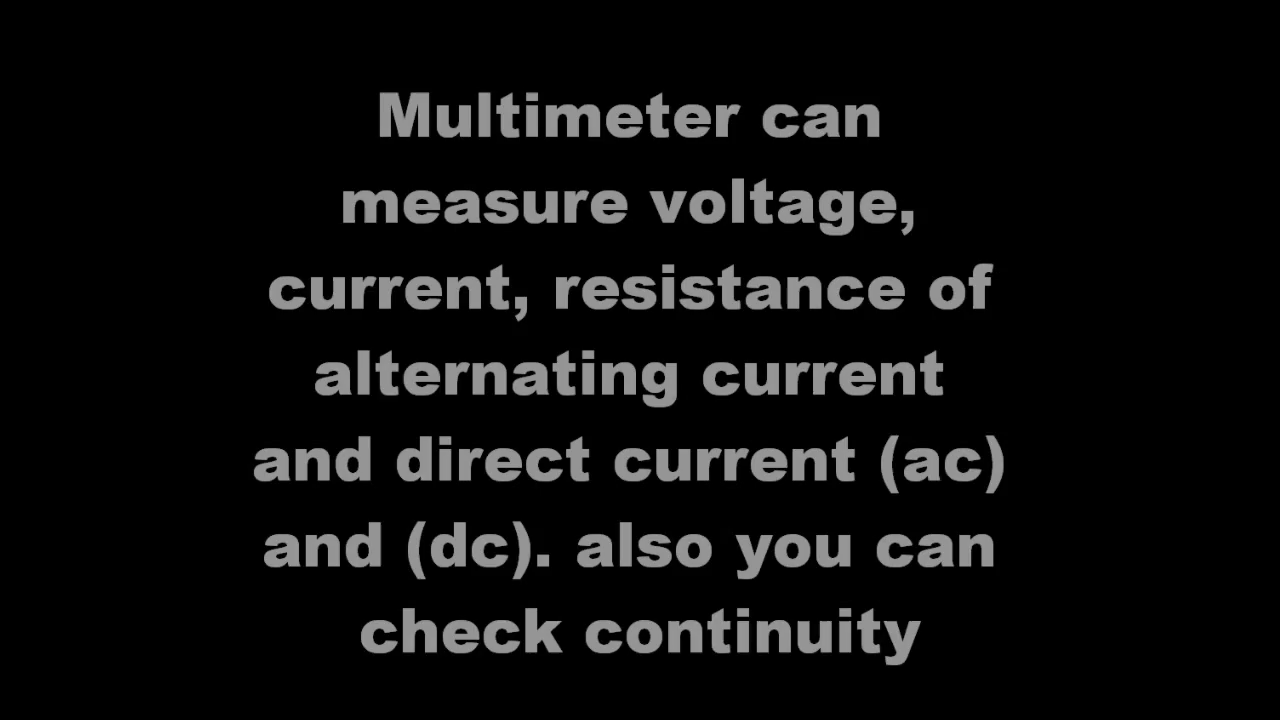 Multimeter can
measure voltage,
current, resistance of
alternating current
and direct current (ac)
and (dc). also you can
check continuity